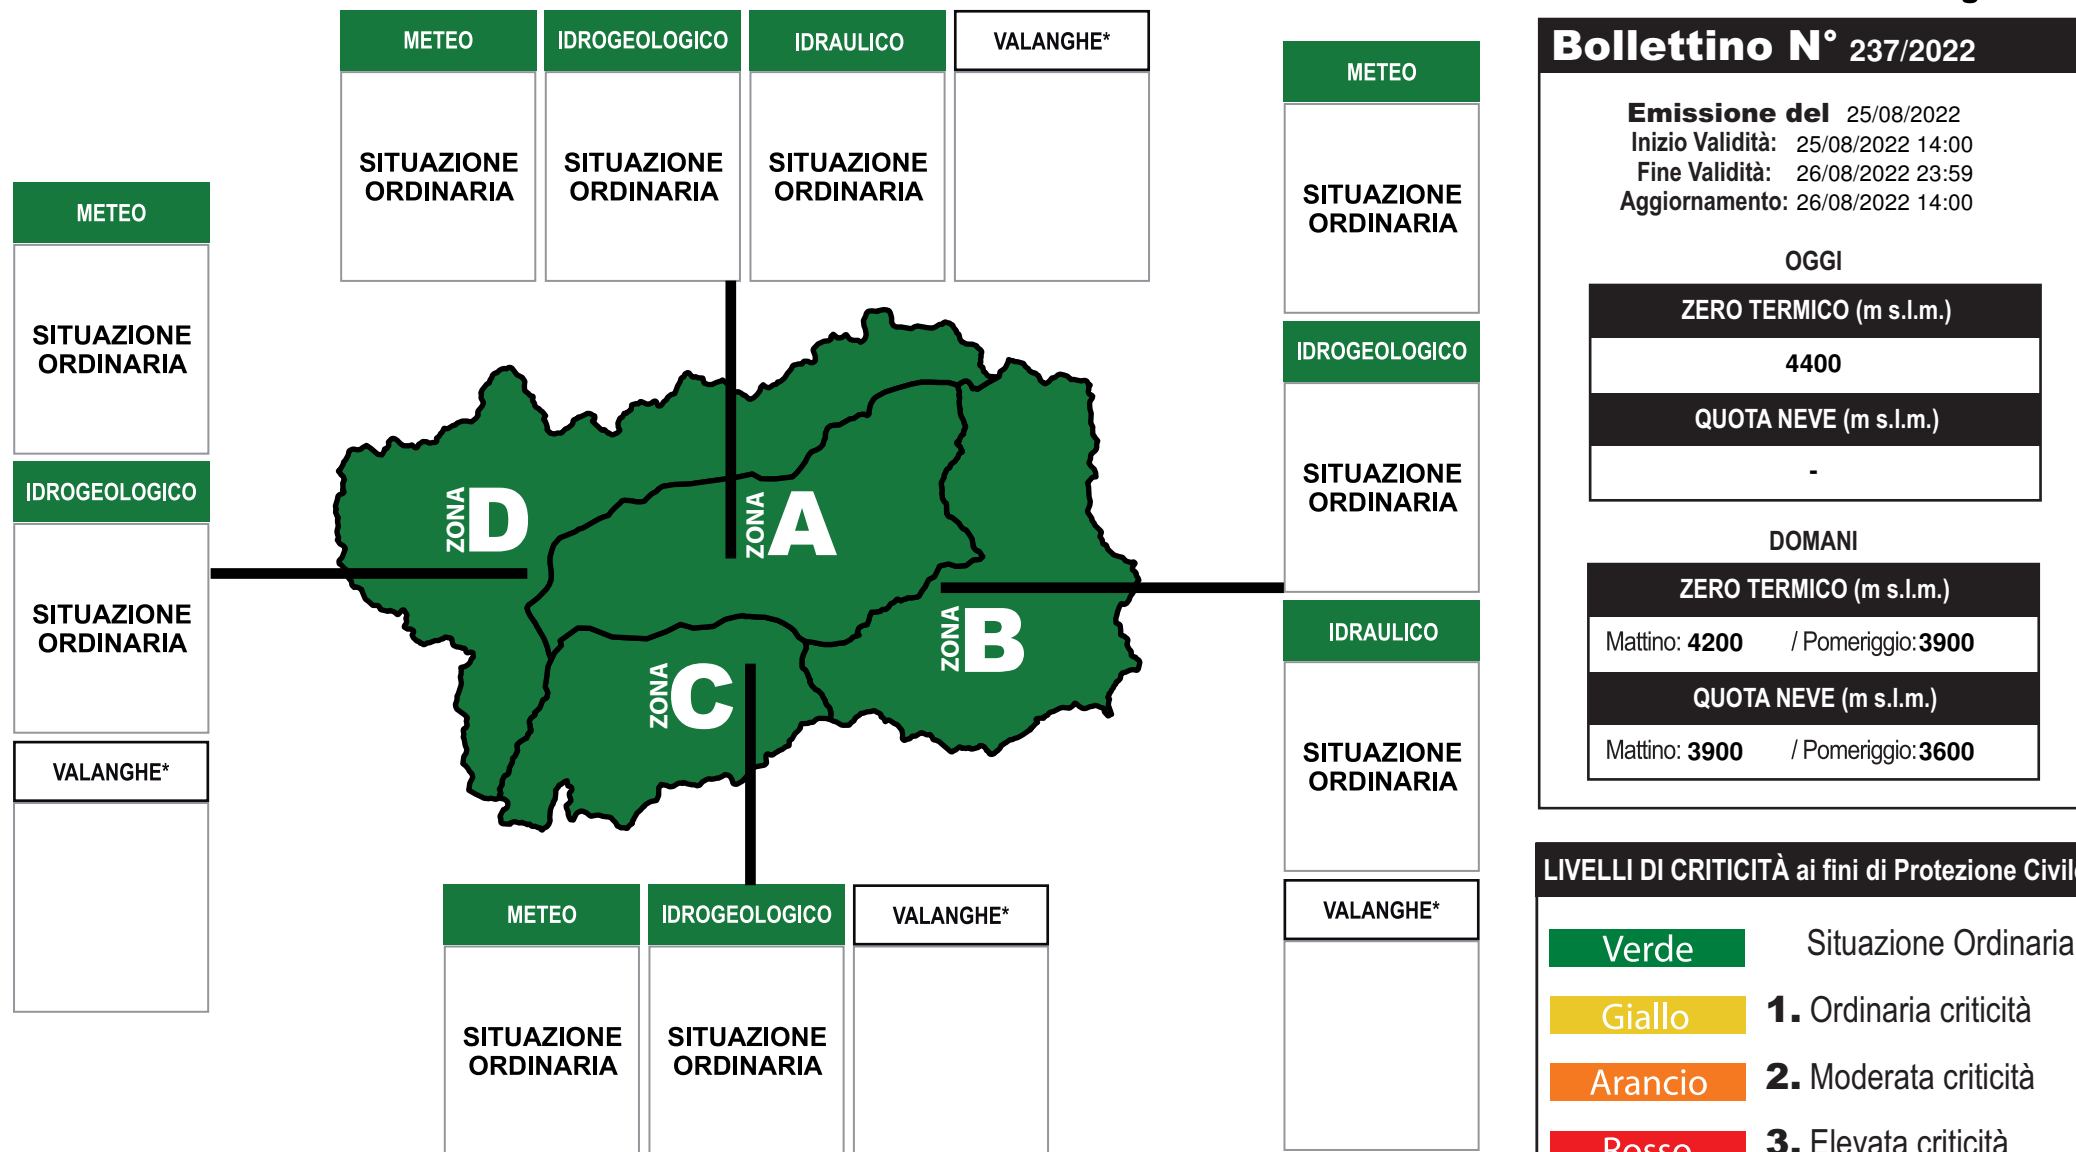 METEO
IDROGEOLOGICO
IDRAULICO
VALANGHE*
SITUAZIONE
ORDINARIA
SITUAZIONE
ORDINARIA
SITUAZIONE
ORDINARIA
METEO
SITUAZIONE
ORDINARIA
IDROGEOLOGICO
SITUAZIONE
ORDINARIA
VALANGHE*
ZONA D
ZONA A
ZONA B
ZONA C
METEO
SITUAZIONE
ORDINARIA
IDROGEOLOGICO
SITUAZIONE
ORDINARIA
IDRAULICO
SITUAZIONE
ORDINARIA
VALANGHE*
METEO
IDROGEOLOGICO
VALANGHE*
SITUAZIONE
ORDINARIA
SITUAZIONE
ORDINARIA
Bollettino N° 237/2022
Emissione del 25/08/2022
Inizio Validità: 25/08/2022 14:00
Fine Validità: 26/08/2022 23:59
Aggiornamento: 26/08/2022 14:00
OGGI
ZERO TERMICO (m s.l.m.)
4400
QUOTA NEVE (m s.l.m.)
-
DOMANI
ZERO TERMICO (m s.l.m.)
Mattino: 4200 / Pomeriggio: 3900
QUOTA NEVE (m s.l.m.)
Mattino: 3900 / Pomeriggio: 3600
LIVELLI DI CRITICITÀ ai fini di Protezione Civile
Verde Situazione Ordinaria
Giallo 1. Ordinaria criticità
Arancio 2. Moderata criticità
Rosso 3. Elevata criticità